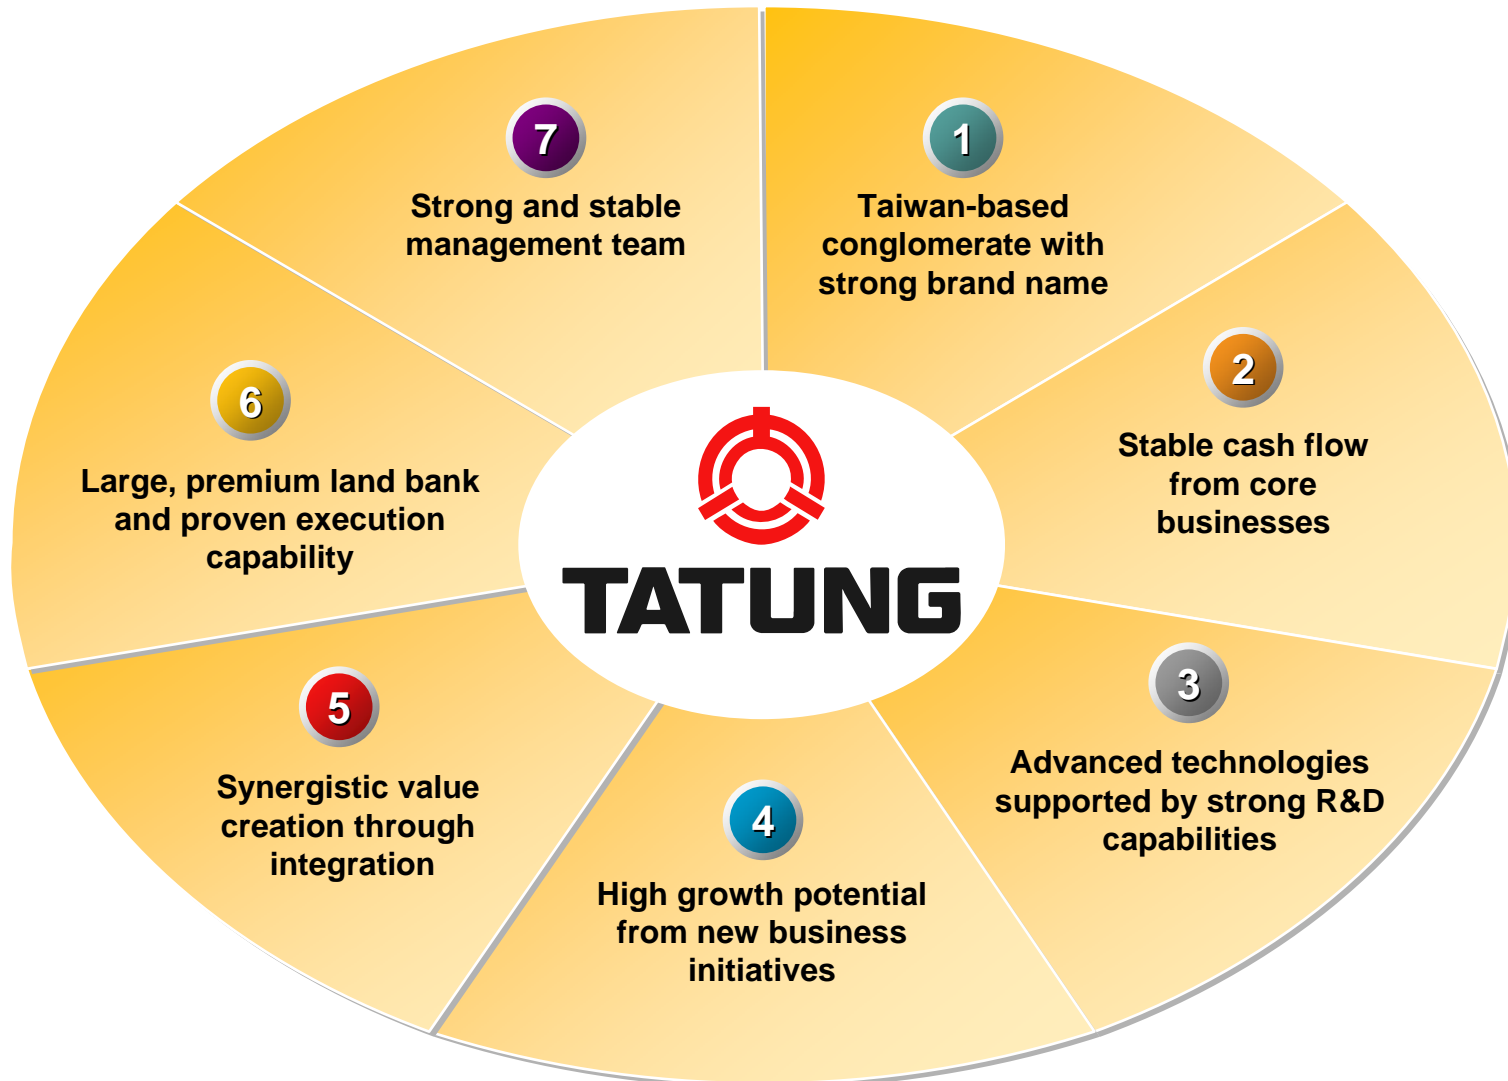 1
Taiwan-based
conglomerate with
strong brand name
2
Stable cash flow
from core
businesses
3
Advanced technologies
supported by strong R&D
capabilities
4
High growth potential
from new business
initiatives
5
Synergistic value
creation through
integration
6
Large, premium land bank
and proven execution
capability
7
Strong and stable
management team
TATUNG